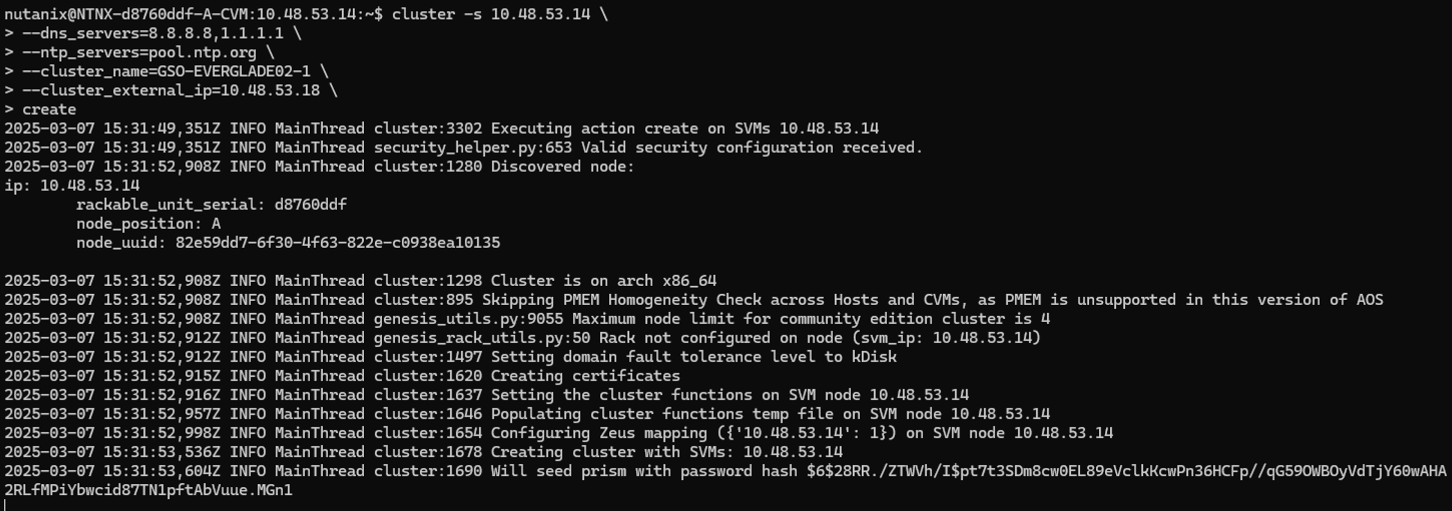 nutanix@NTNX-d8760ddf-A-CVM:10.48.53.14:~$ cluster -s 10.48.53.14 \
> --dns_servers=8.8.8.8,1.1.1.1 \
> --ntp_servers=pool.ntp.org \
> --cluster_name=GSO-EVERGLADE02-1 \
> --cluster_external_ip=10.48.53.18 \
> create
2025-03-07 15:31:49,351Z INFO MainThread cluster:3302 Executing action create on SVMs 10.48.53.14
2025-03-07 15:31:49,351Z INFO MainThread security_helper.py:653 Valid security configuration received.
2025-03-07 15:31:52,908Z INFO MainThread cluster:1280 Discovered node:
ip: 10.48.53.14
        rackable_unit_serial: d8760ddf
        node_position: A
        node_uuid: 82e59dd7-6f30-4f63-822e-c0938ea10135
2025-03-07 15:31:52,908Z INFO MainThread cluster:1298 Cluster is on arch x86_64
2025-03-07 15:31:52,908Z INFO MainThread cluster:895 Skipping PMEM Homogeneity Check across Hosts and CVMs, as PMEM is unsupported in this version of AOS
2025-03-07 15:31:52,908Z INFO MainThread genesis_utils.py:9055 Maximum node limit for community edition cluster is 4
2025-03-07 15:31:52,912Z INFO MainThread genesis_rack_utils.py:50 Rack not configured on node (svm_ip: 10.48.53.14)
2025-03-07 15:31:52,912Z INFO MainThread cluster:1497 Setting domain fault tolerance level to kDisk
2025-03-07 15:31:52,915Z INFO MainThread cluster:1620 Creating certificates
2025-03-07 15:31:52,916Z INFO MainThread cluster:1637 Setting the cluster functions on SVM node 10.48.53.14
2025-03-07 15:31:52,957Z INFO MainThread cluster:1646 Populating cluster functions temp file on SVM node 10.48.53.14
2025-03-07 15:31:52,998Z INFO MainThread cluster:1654 Configuring Zeus mapping ({'10.48.53.14': 1}) on SVM node 10.48.53.14
2025-03-07 15:31:53,536Z INFO MainThread cluster:1678 Creating cluster with SVMs: 10.48.53.14
2025-03-07 15:31:53,604Z INFO MainThread cluster:1690 Will seed prism with password hash $6$28RR./ZTWVh/I$pt7t3SDm8cw0EL89eVclkKcwPn36HCFp//qG59OWBOyVdTjY60wAHA
2RLfMPiYbwcid87TN1pftAbVuue.MGn1